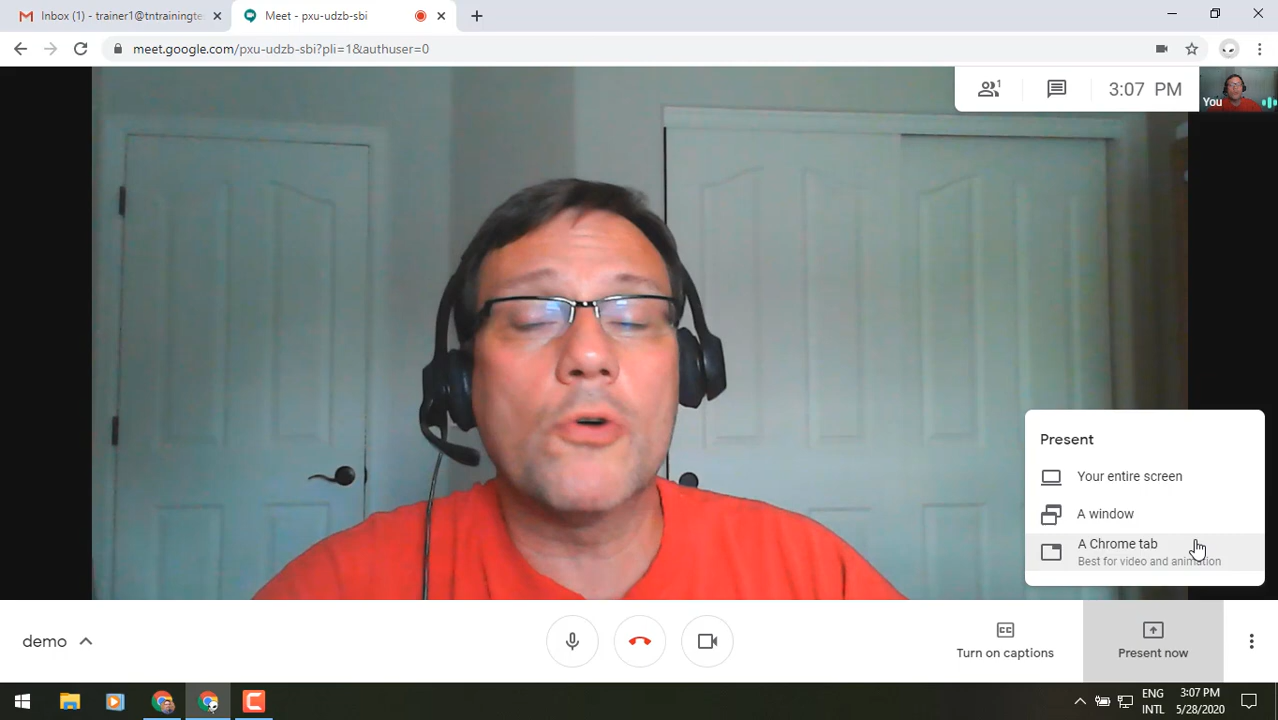 Inbox (1) - trainer1@tntrainingte
Meet - pxu-udzb-sbi
meet.google.com/pxu-udzb-sbi?pli=1&authuser=0
1
3:07 PM
You
Present
Your entire screen
A window
A Chrome tab
Best for video and animation
demo
CC
Turn on captions
Present now
ENG
INTL
3:07 PM
5/28/2020